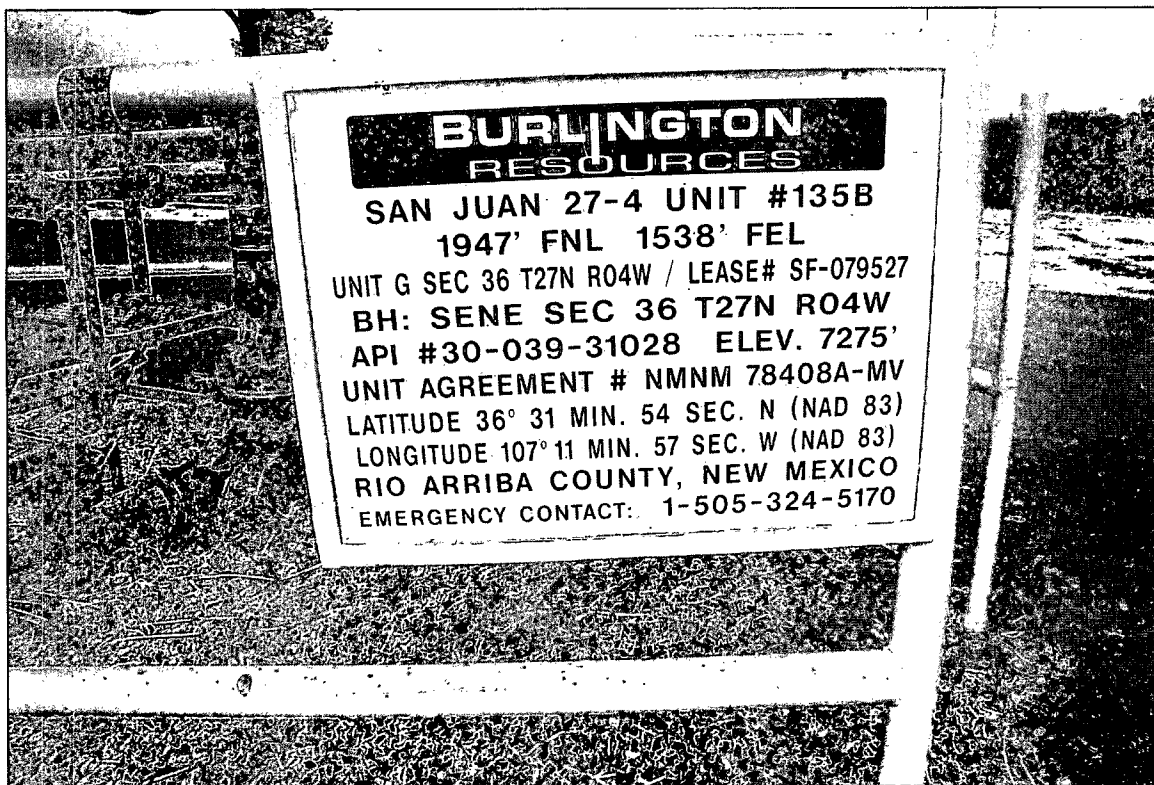 BURLINGTON
RESOURCES
SAN JUAN 27-4 UNIT #135B
1947' FNL 1538' FEL
UNIT G SEC 36 T27N R04W / LEASE# SF-079527
BH: SENE SEC 36 T27N R04W
API #30-039-31028 ELEV. 7275'
UNIT AGREEMENT # NMNM 78408A-MV
LATITUDE 36° 31 MIN. 54 SEC. N (NAD 83)
LONGITUDE 107° 11 MIN. 57 SEC. W (NAD 83)
RIO ARRIBA COUNTY, NEW MEXICO
EMERGENCY CONTACT: 1-505-324-5170